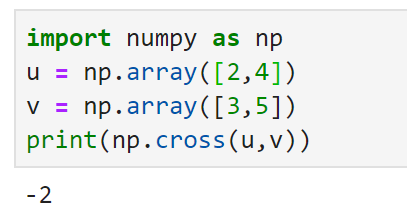 import numpy as np
u = np.array([2,4])
v = np.array([3,5])
print(np.cross(u,v))
-2